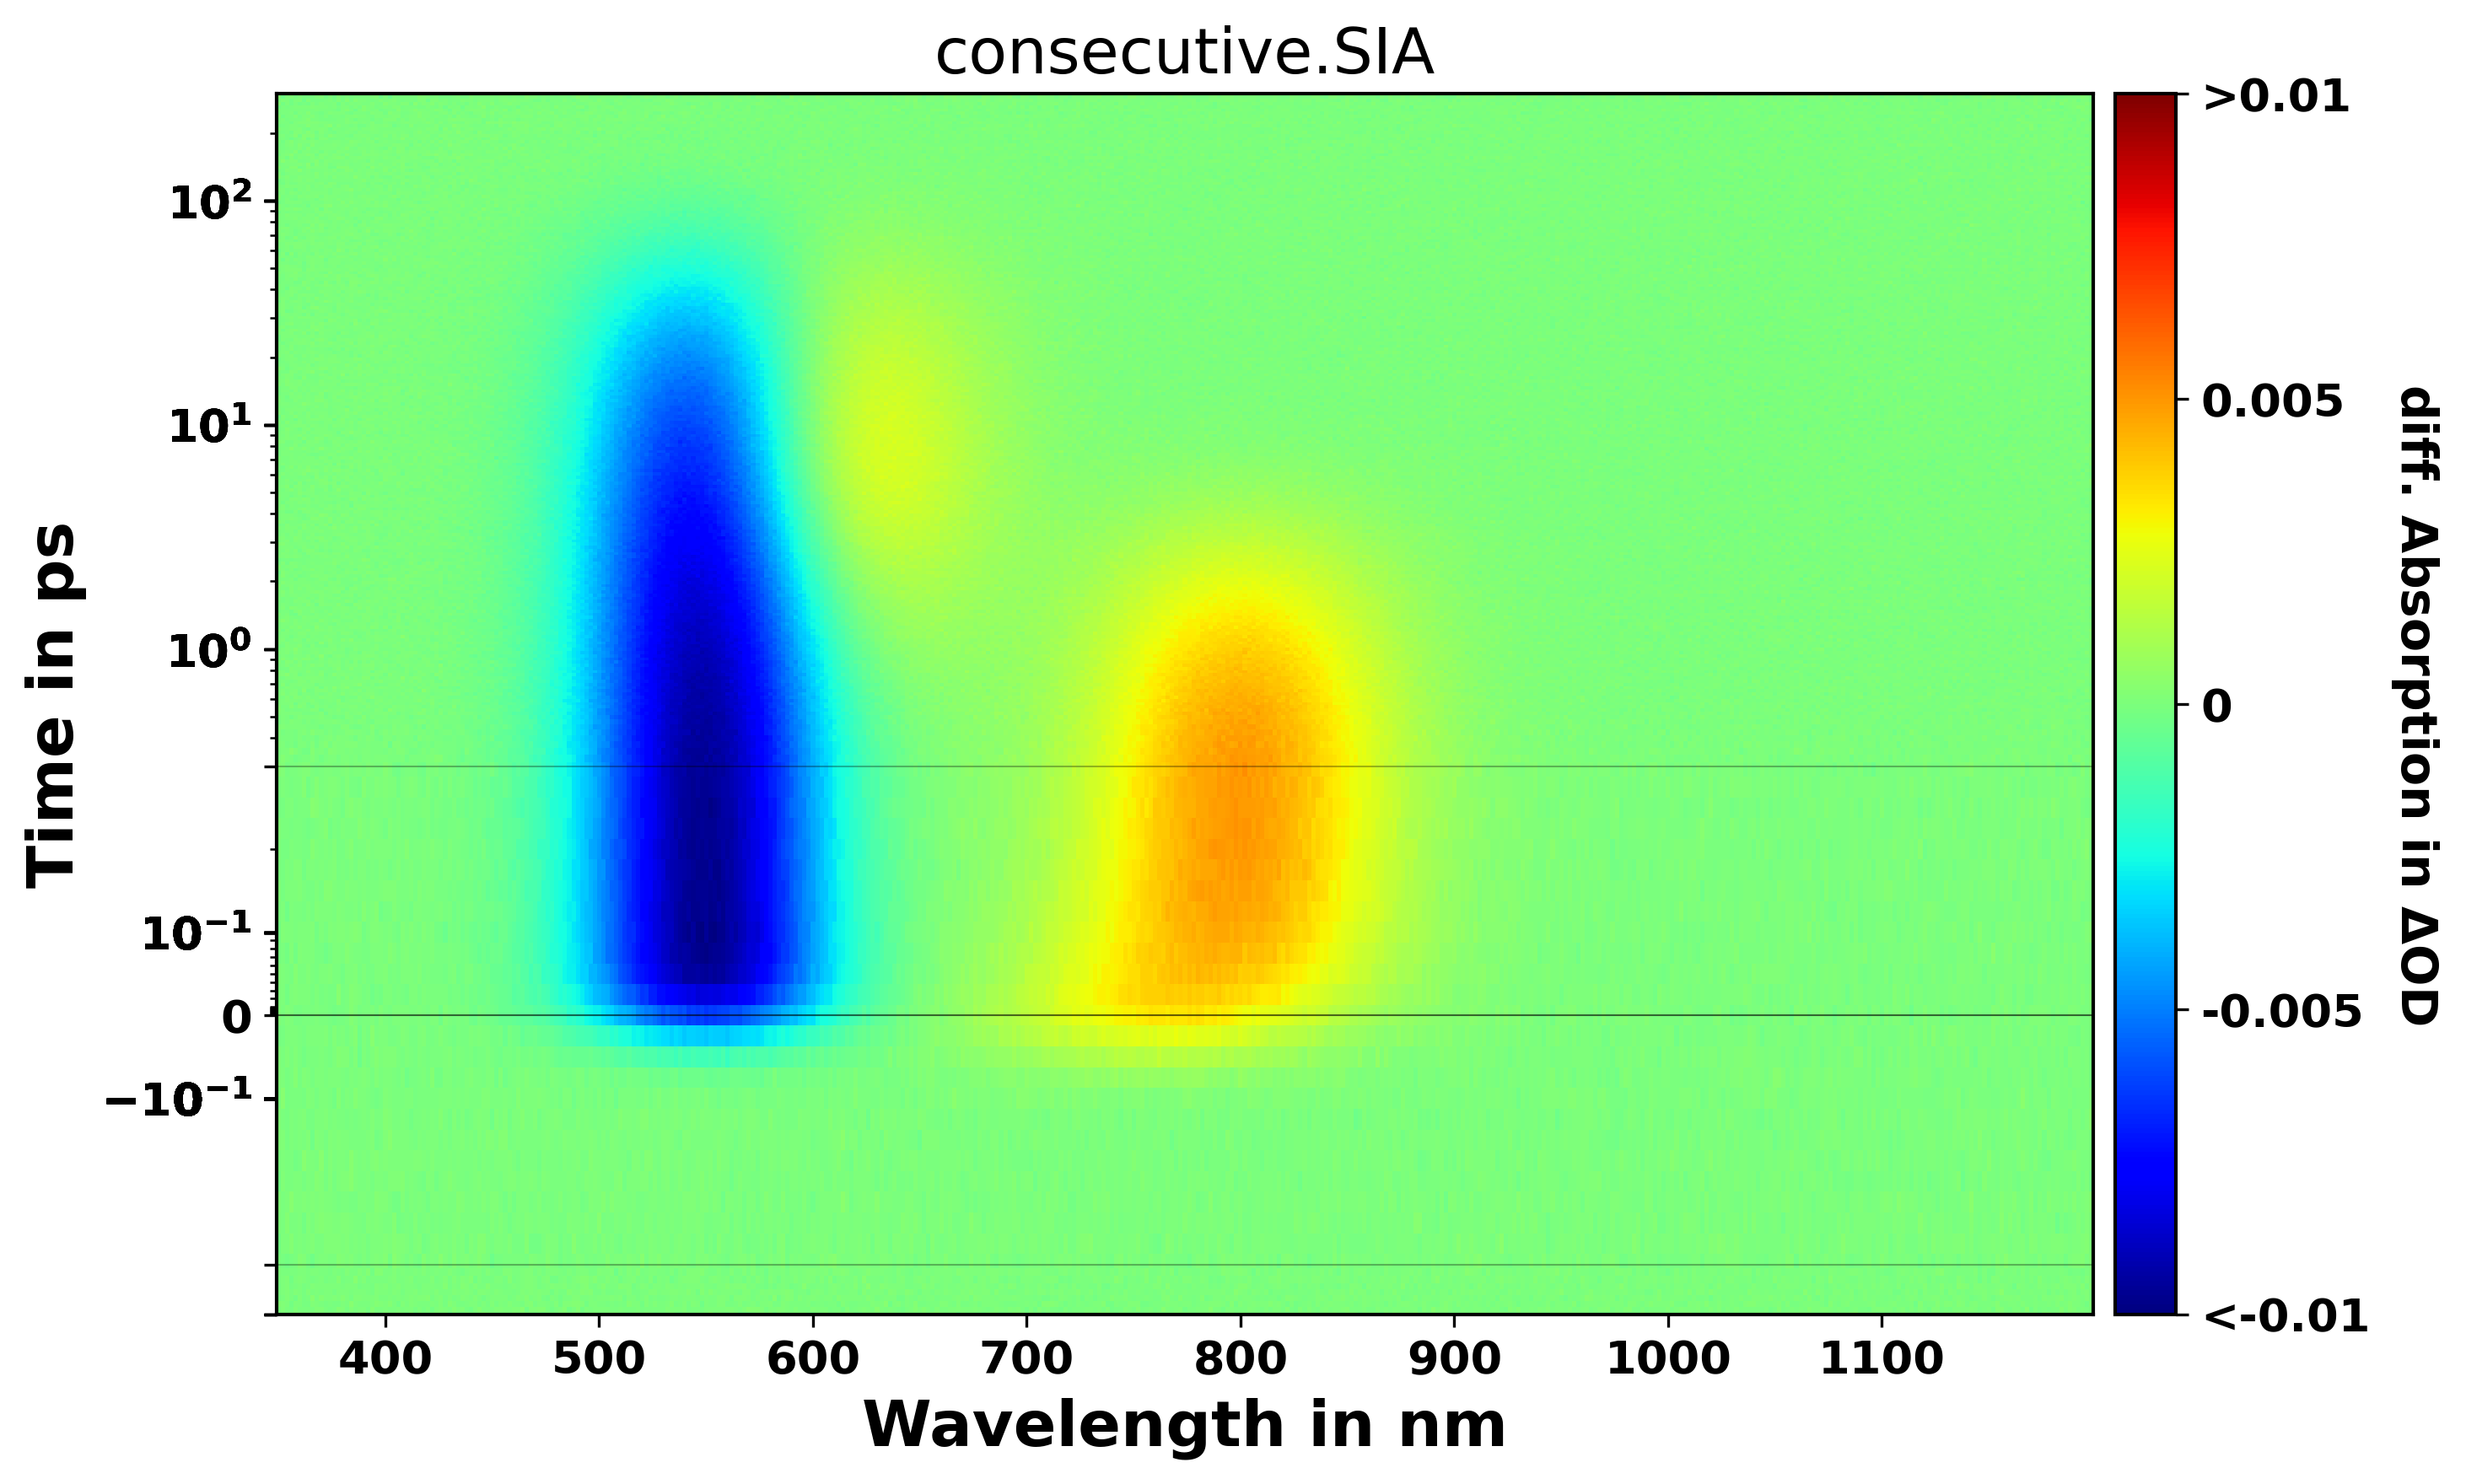 consecutive.SIA
10²
10¹
10⁰
10⁻¹
0
−10⁻¹
Time in ps
400 500 600 700 800 900 1000 1100
Wavelength in nm
>0.01
0.005
0
-0.005
<-0.01
diff. Absorption in ΔOD